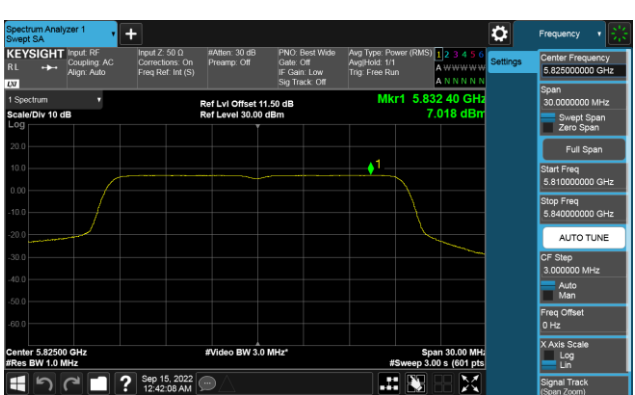 Spectrum Analyzer 1
Swept SA
Frequency
KEYSIGHT
RL
LXI
Input: RF
Coupling: AC
Align: Auto
Input Z: 50 Ω
Corrections: On
Freq Ref: Int (S)
#Atten: 30 dB
Preamp: Off
PNO: Best Wide
Gate: Off
IF Gain: Low
Sig Track: Off
Avg Type: Power (RMS)
Avg|Hold: 1/1
Trig: Free Run
1 2 3 4 5 6
A W W W W W
A N N N N N
1 Spectrum
Scale/Div 10 dB
Log
Ref Lvl Offset 11.50 dB
Ref Level 30.00 dBm
Mkr1 5.832 40 GHz
7.018 dBm
20.0
10.0
0.00
-10.0
-20.0
-30.0
-40.0
-50.0
-60.0
1
Center 5.82500 GHz
#Res BW 1.0 MHz
#Video BW 3.0 MHz*
Span 30.00 MHz
#Sweep 3.00 s (601 pts
?
Sep 15, 2022
12:42:08 AM
Settings
Center Frequency
5.825000000 GHz
Span
30.0000000 MHz
Swept Span
Zero Span
Full Span
Start Freq
5.810000000 GHz
Stop Freq
5.840000000 GHz
AUTO TUNE
CF Step
3.000000 MHz
Auto
Man
Freq Offset
0 Hz
X Axis Scale
Log
Lin
Signal Track
(Span Zoom)